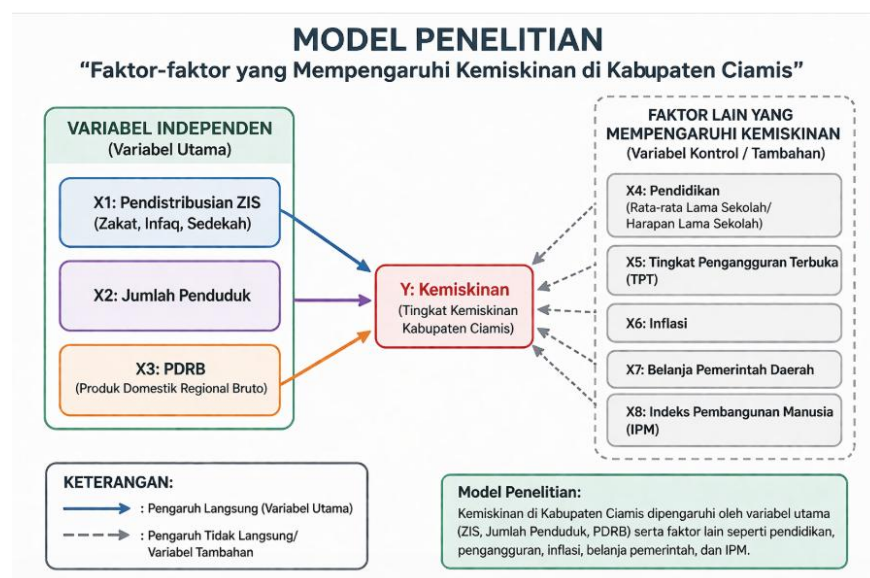 MODEL PENELITIAN
“Faktor-faktor yang Mempengaruhi Kemiskinan di Kabupaten Ciamis”
VARIABEL INDEPENDEN
(Variabel Utama)
X1: Pendistribusian ZIS
(Zakat, Infaq, Sedekah)
X2: Jumlah Penduduk
X3: PDRB
(Produk Domestik Regional Bruto)
Y: Kemiskinan
(Tingkat Kemiskinan
Kabupaten Ciamis)
FAKTOR LAIN YANG
MEMPENGARUHI KEMISKINAN
(Variabel Kontrol / Tambahan)
X4: Pendidikan
(Rata-rata Lama Sekolah/
Harapan Lama Sekolah)
X5: Tingkat Pengangguran Terbuka
(TPT)
X6: Inflasi
X7: Belanja Pemerintah Daerah
X8: Indeks Pembangunan Manusia
(IPM)
KETERANGAN:
: Pengaruh Langsung (Variabel Utama)
: Pengaruh Tidak Langsung/
Variabel Tambahan
Model Penelitian:
Kemiskinan di Kabupaten Ciamis dipengaruhi oleh variabel utama
(ZIS, Jumlah Penduduk, PDRB) serta faktor lain seperti pendidikan,
pengangguran, inflasi, belanja pemerintah, dan IPM.